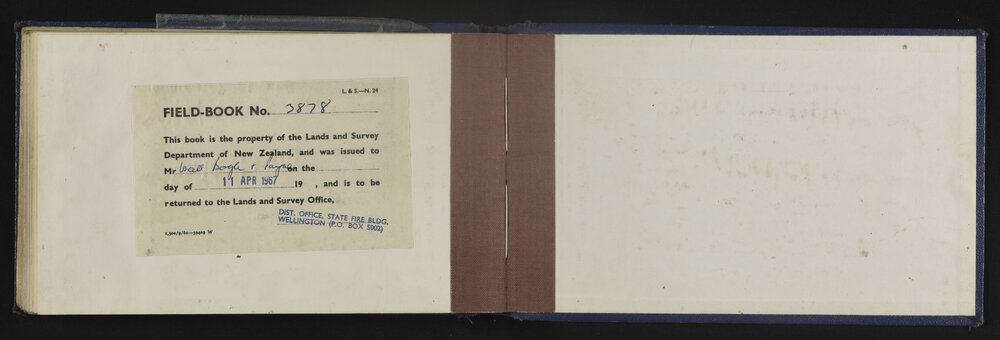 L. & S.—N. 24
FIELD-BOOK No. 3878
This book is the property of the Lands and Survey
Department of New Zealand, and was issued to
Mr Bogle & Payne on the
day of 11 APR 1967 19 , and is to be
returned to the Lands and Survey Office,
DIST. OFFICE, STATE FIRE BLDG.
WELLINGTON (P.O. BOX 5002)